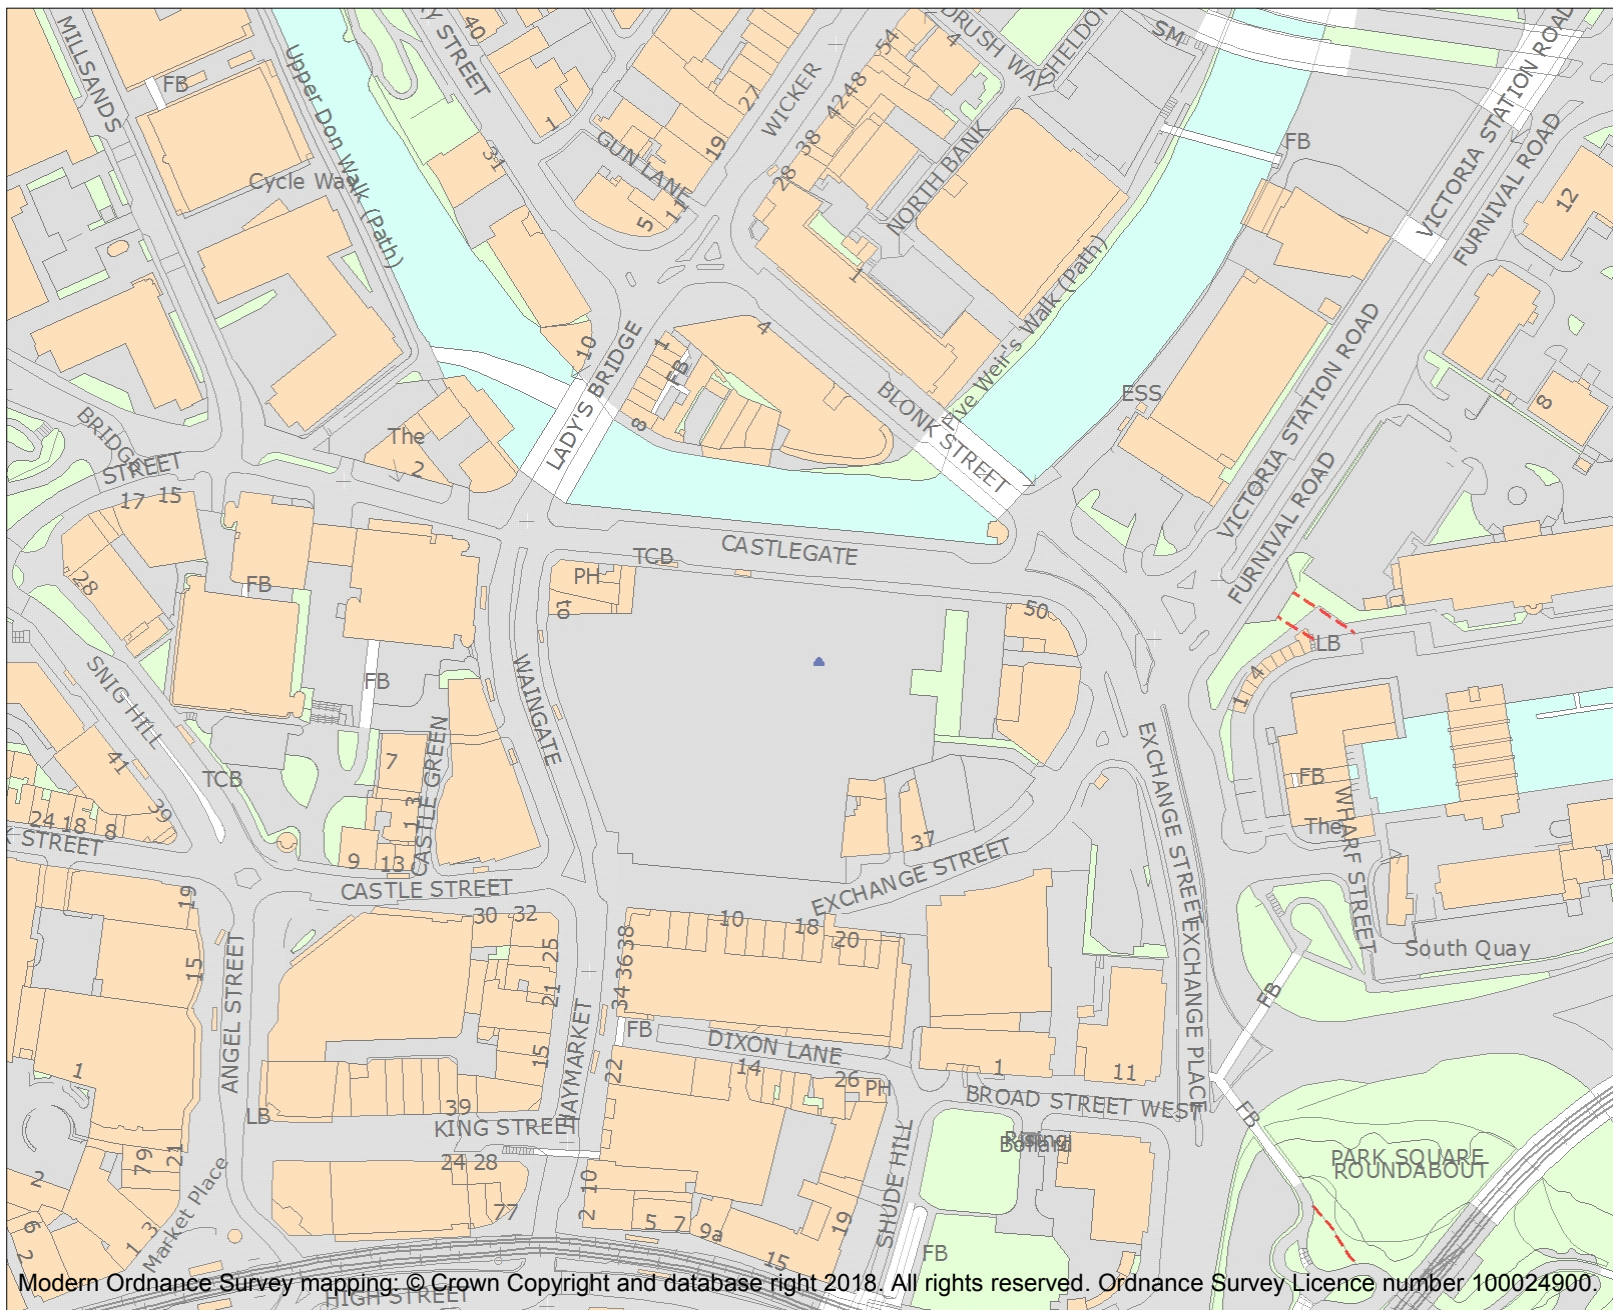 MILLSANDS
FB
Upper Don Walk (Path)
Cycle Wa
40
Y STREET
1
31
GUN LANE
5
11
19
27
WICKER
54
4248
38
28
4
DRUSH WAY
SHELDON
SM
NORTH BANK
1
FB
VICTORIA STATION ROAD
FURNIVAL ROAD
12
Five Weir's Walk (Path)
10
LADY'S BRIDGE
1
FB
8
4
BLONK STREET
ESS
VICTORIA STATION ROAD
FURNIVAL ROAD
8
BRIDGE
STREET
The
2
17
15
28
FB
TCB
CASTLEGATE
PH
to
50
LB
1
4
SNIG HILL
FB
WAINGATE
41
TCB
39
7
1
3
CASTLE GREEN
9
13
24
18
8
K STREET
CASTLE STREET
37
EXCHANGE STREET
EXCHANGE STREET
FB
The
WHARF STREET
South Quay
19
15
ANGEL STREET
30
32
25
21
15
38
36
34
10
18
20
FB
HAYMARKET
DIXON LANE
22
14
26
PH
EXCHANGE PLACE
1
11
BROAD STREET WEST
FB
FB
1
LB
39
KING STREET
24
28
77
Market Place
79
21
2
6
2
1
3
10
2
5
7
9a
15
19
SHUDE HILL
Rising
Bollard
FB
PARK SQUARE
ROUNDABOUT
HIGH STREET
Modern Ordnance Survey mapping: © Crown Copyright and database right 2018. All rights reserved. Ordnance Survey Licence number 100024900.